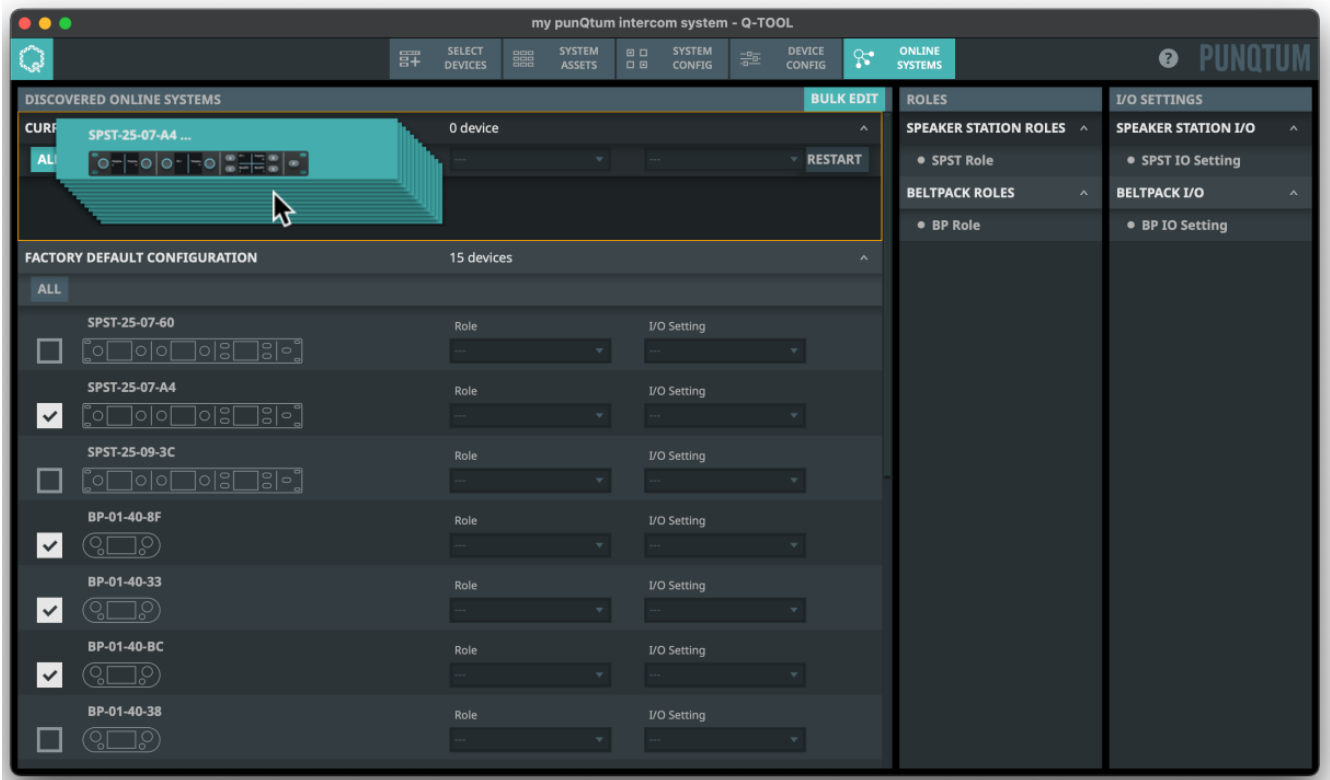 my punQtum intercom system - Q-TOOL
SELECT DEVICES
SYSTEM ASSETS
SYSTEM CONFIG
DEVICE CONFIG
ONLINE SYSTEMS
PUNQTUM
DISCOVERED ONLINE SYSTEMS
BULK EDIT
ROLES
I/O SETTINGS
CURR
SPST-25-07-A4 ...
0 device
SPEAKER STATION ROLES
SPEAKER STATION I/O
ALL
---
---
RESTART
SPST Role
SPST IO Setting
BELTPACK ROLES
BELTPACK I/O
BP Role
BP IO Setting
FACTORY DEFAULT CONFIGURATION
15 devices
ALL
SPST-25-07-60
Role
I/O Setting
---
---
SPST-25-07-A4
Role
I/O Setting
---
---
SPST-25-09-3C
Role
I/O Setting
---
---
BP-01-40-8F
Role
I/O Setting
---
---
BP-01-40-33
Role
I/O Setting
---
---
BP-01-40-BC
Role
I/O Setting
---
---
BP-01-40-38
Role
I/O Setting
---
---